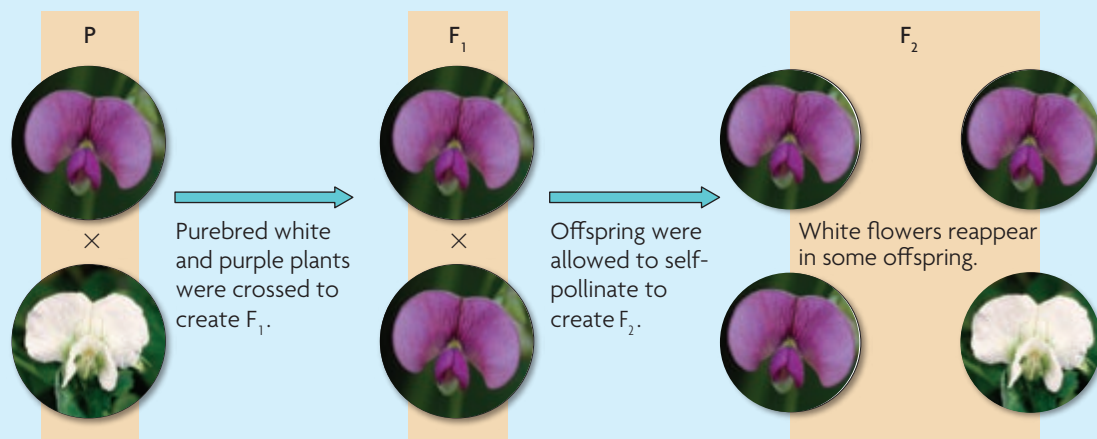 P
F₁
F₂
×
×
Purebred white
and purple plants
were crossed to
create F₁.
Offspring were
allowed to self-
pollinate to
create F₂.
White flowers reappear
in some offspring.